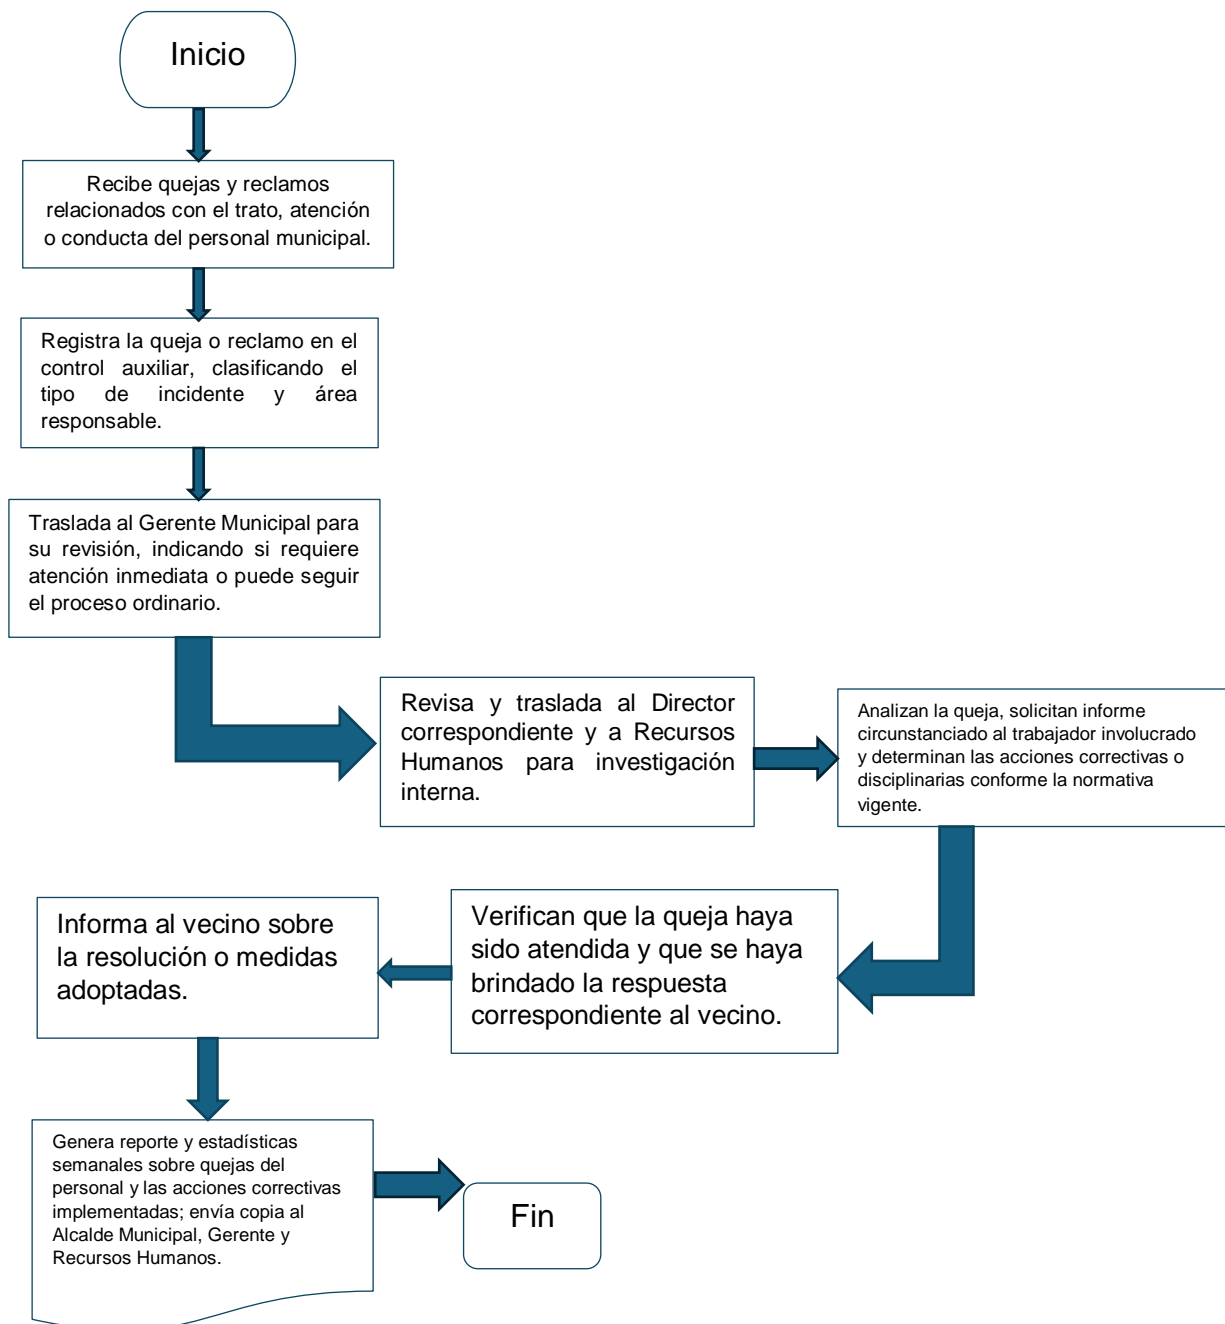 Inicio
Recibe quejas y reclamos
relacionados con el trato, atención
o conducta del personal municipal.
Registra la queja o reclamo en el
control auxiliar, clasificando el
tipo de incidente y área
responsable.
Traslada al Gerente Municipal para
su revisión, indicando si requiere
atención inmediata o puede seguir
el proceso ordinario.
Revisa y traslada al Director
correspondiente y a Recursos
Humanos para investigación
interna.
Analizan la queja, solicitan informe
circunstanciado al trabajador involucrado
y determinan las acciones correctivas o
disciplinarias conforme la normativa
vigente.
Verifican que la queja haya
sido atendida y que se haya
brindado la respuesta
correspondiente al vecino.
Informa al vecino sobre
la resolución o medidas
adoptadas.
Genera reporte y estadísticas
semanales sobre quejas del
personal y las acciones correctivas
implementadas; envía copia al
Alcalde Municipal, Gerente y
Recursos Humanos.
Fin